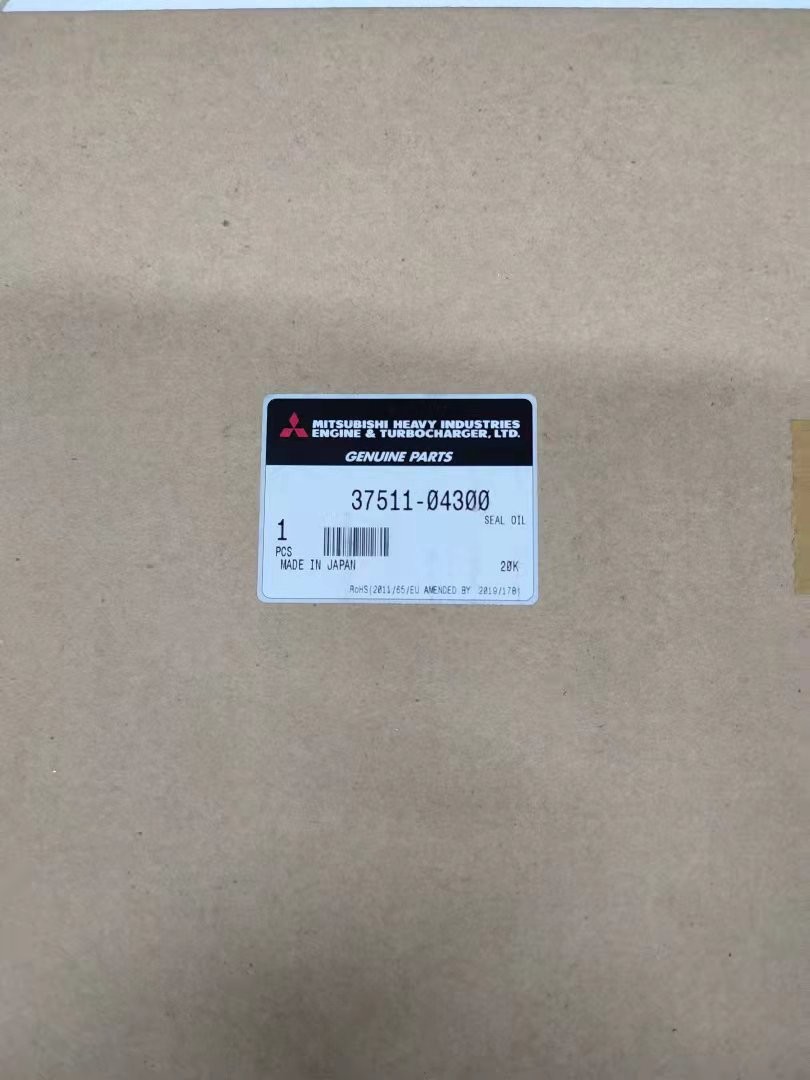 MITSUBISHI HEAVY INDUSTRIES
ENGINE & TURBOCHARGER, LTD.
GENUINE PARTS
37511-04300
SEAL OIL
1
PCS
MADE IN JAPAN
20K
RoHS(2011/65/EU AMENDED BY 2019/178)